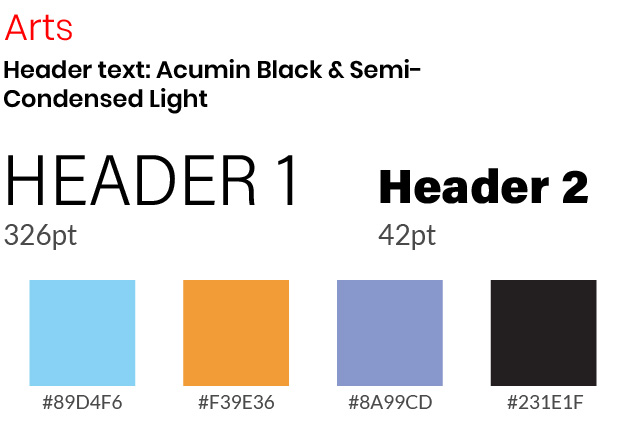 Arts
Header text: Acumin Black & Semi-
Condensed Light
HEADER 1
Header 2
326pt
42pt
#89D4F6
#F39E36
#8A99CD
#231E1F